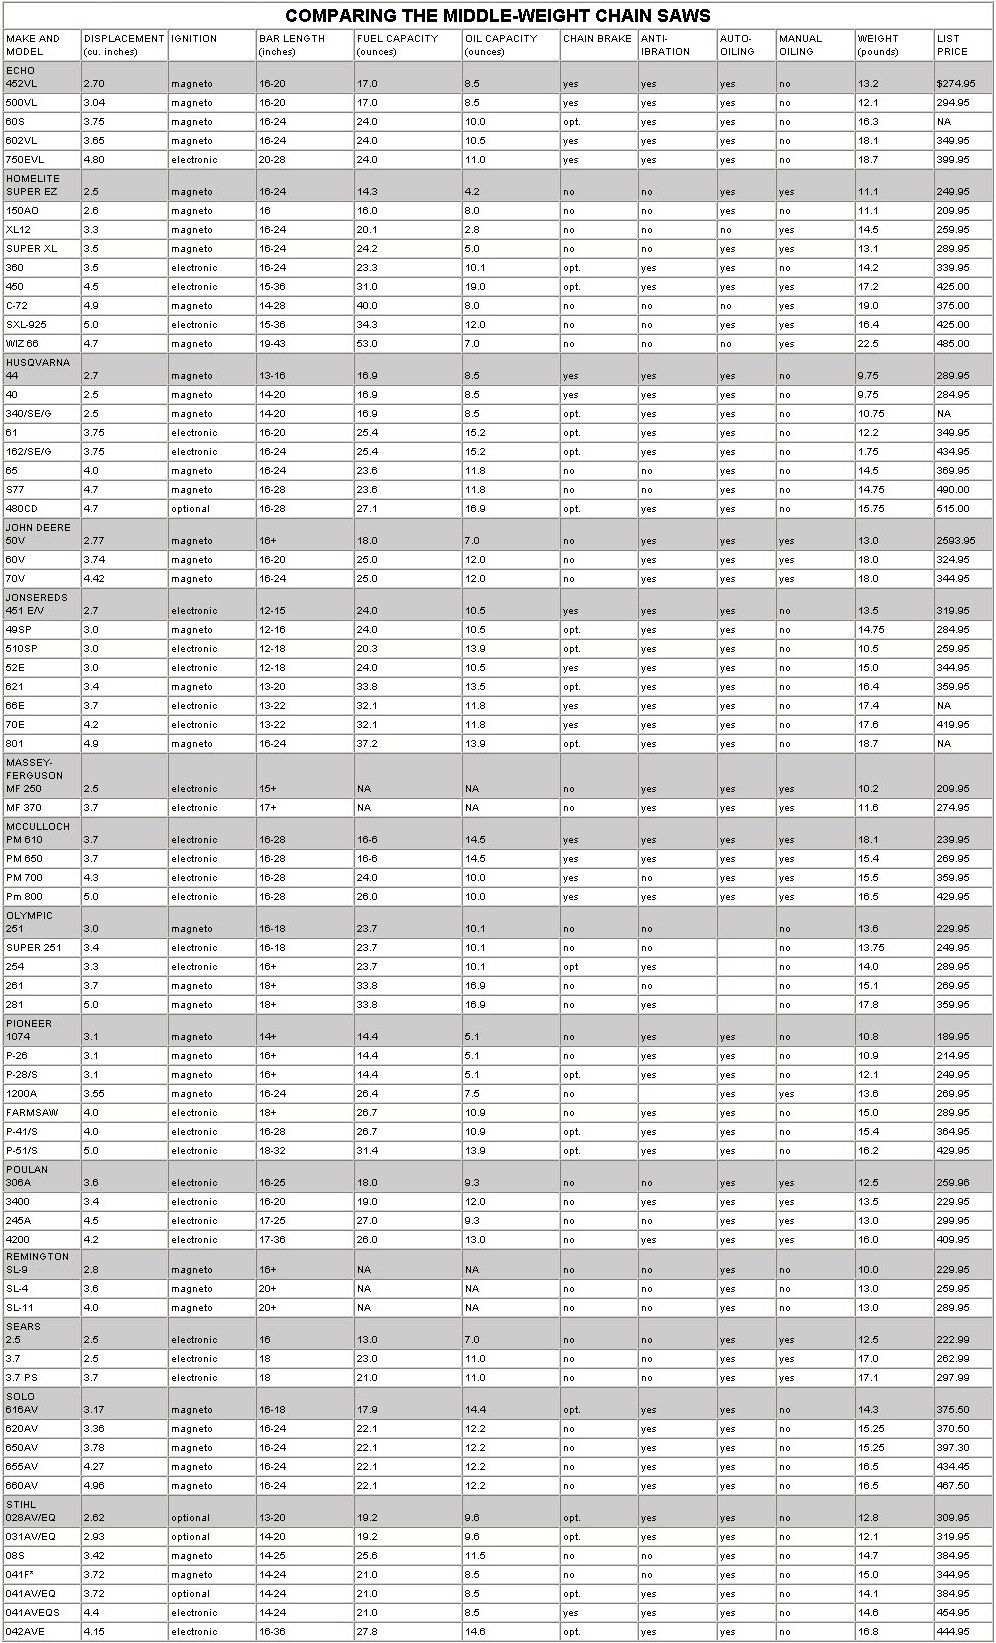 COMPARING THE MIDDLE-WEIGHT CHAIN SAWS
MAKE AND MODEL DISPLACEMENT (cu. inches) IGNITION BAR LENGTH (inches) FUEL CAPACITY (ounces) OIL CAPACITY (ounces) CHAIN BRAKE ANTI-IBRATION AUTO-OILING MANUAL OILING WEIGHT (pounds) LIST PRICE
ECHO
452VL 2.70 magneto 16-20 17.0 8.5 yes yes yes no 13.2 $274.95
500VL 3.04 magneto 16-20 17.0 8.5 yes yes yes no 12.1 294.95
60S 3.75 magneto 16-24 24.0 10.0 opt. yes yes no 16.3 NA
602VL 3.65 magneto 16-24 24.0 10.5 yes yes yes no 18.1 349.95
750EVL 4.80 electronic 20-28 24.0 11.0 yes yes yes no 18.7 399.95
HOMELITE
SUPER EZ 2.5 magneto 16-24 14.3 4.2 no no yes yes 11.1 249.95
150AO 2.6 magneto 16 16.0 8.0 no no yes no 11.1 209.95
XL12 3.3 magneto 16-24 20.1 2.8 no no no yes 14.5 259.95
SUPER XL 3.5 magneto 16-24 24.2 5.0 no no yes yes 13.1 289.95
360 3.5 electronic 16-24 23.3 10.1 opt. yes yes no 14.2 339.95
450 4.5 electronic 15-36 31.0 19.0 opt. yes yes yes 17.2 425.00
C-72 4.9 magneto 14-28 40.0 8.0 no no no yes 19.0 375.00
SXL-925 5.0 electronic 15-36 34.3 12.0 no no yes yes 16.4 425.00
WIZ 66 4.7 magneto 19-43 53.0 7.0 no no no yes 22.5 485.00
HUSQVARNA
44 2.7 magneto 13-16 16.9 8.5 yes yes yes no 9.75 289.95
40 2.5 magneto 14-20 16.9 8.5 yes yes yes no 9.75 284.95
340/SE/G 2.5 magneto 14-20 16.9 8.5 opt. yes yes no 10.75 NA
61 3.75 electronic 16-20 25.4 15.2 opt. yes yes no 12.2 349.95
162/SE/G 3.75 electronic 16-24 25.4 15.2 opt. yes yes no 1.75 434.95
65 4.0 magneto 16-24 23.6 11.8 no no yes no 14.5 369.95
S77 4.7 magneto 16-28 23.6 11.8 no no yes no 14.75 490.00
480CD 4.7 optional 16-28 27.1 16.9 opt. yes yes no 15.75 515.00
JOHN DEERE
50V 2.77 magneto 16+ 18.0 7.0 no yes yes yes 13.0 2593.95
60V 3.74 magneto 16-20 25.0 12.0 no yes yes yes 18.0 324.95
70V 4.42 magneto 16-24 25.0 12.0 no yes yes yes 18.0 344.95
JONSEREDS
451 E/V 2.7 electronic 12-15 24.0 10.5 yes yes yes no 13.5 319.95
49SP 3.0 magneto 12-16 24.0 10.5 opt. yes yes no 14.75 284.95
510SP 3.0 electronic 12-18 20.3 13.9 opt. yes yes no 10.5 259.95
52E 3.0 electronic 12-18 24.0 10.5 yes yes yes no 15.0 344.95
621 3.4 magneto 13-20 33.8 13.5 opt. yes yes no 16.4 359.95
66E 3.7 electronic 13-22 32.1 11.8 yes yes yes no 17.4 NA
70E 4.2 electronic 13-22 32.1 11.8 yes yes yes no 17.6 419.95
801 4.9 magneto 16-24 37.2 13.9 opt. yes yes no 18.7 NA
MASSEY-
FERGUSON
MF 250 2.5 electronic 15+ NA NA no yes yes yes 10.2 209.95
MF 370 3.7 electronic 17+ NA NA no yes yes yes 11.6 274.95
MCCULLOCH
PM 610 3.7 electronic 16-28 16-6 14.5 yes yes yes yes 18.1 239.95
PM 650 3.7 electronic 16-28 16-6 14.5 yes yes yes yes 15.4 269.95
PM 700 4.3 electronic 16-28 24.0 10.0 yes no yes yes 15.5 359.95
Pm 800 5.0 electronic 16-28 26.0 10.0 yes yes yes yes 16.5 429.95
OLYMPIC
251 3.0 magneto 16-18 23.7 10.1 no no no 13.6 229.95
SUPER 251 3.4 electronic 16-18 23.7 10.1 no no no 13.75 249.95
254 3.3 electronic 16+ 23.7 10.1 opt yes no 14.0 289.95
261 3.7 magneto 18+ 33.8 16.9 no no no 15.1 269.95
281 5.0 magneto 18+ 33.8 16.9 no yes no 17.8 359.95
PIONEER
1074 3.1 magneto 14+ 14.4 5.1 no yes yes no 10.8 189.95
P-26 3.1 magneto 16+ 14.4 5.1 no yes yes no 10.9 214.95
P-28/S 3.1 magneto 16+ 14.4 5.1 opt. yes yes no 12.1 249.95
1200A 3.55 magneto 16-24 26.4 7.5 no yes yes 13.6 269.95
FARMSAW 4.0 electronic 18+ 26.7 10.9 no yes yes no 15.0 289.95
P-41/S 4.0 electronic 16-28 26.7 10.9 opt. yes yes no 15.4 364.95
P-51/S 5.0 electronic 18-32 31.4 13.9 opt. yes yes no 16.2 429.95
POULAN
306A 3.6 electronic 16-25 18.0 9.3 no no yes yes 12.5 259.96
3400 3.4 electronic 16-20 19.0 12.0 no yes yes yes 13.5 229.95
245A 4.5 electronic 17-25 27.0 9.3 no no yes yes 13.0 299.95
4200 4.2 electronic 17-36 26.0 13.0 no yes yes yes 16.0 409.95
REMINGTON
SL-9 2.8 magneto 16+ NA NA no no yes no 10.0 229.95
SL-4 3.6 magneto 20+ NA NA no no yes no 13.0 259.95
SL-11 4.0 magneto 20+ NA NA no no yes no 13.0 289.95
SEARS
2.5 2.5 electronic 16 13.0 7.0 no no yes yes 12.5 222.99
3.7 2.5 electronic 18 23.0 11.0 no no yes yes 17.0 262.99
3.7 PS 3.7 electronic 18 21.0 11.0 no no yes yes 17.1 297.99
SOLO
616AV 3.17 magneto 16-18 17.9 14.4 opt. yes yes no 14.3 375.50
620AV 3.36 magneto 16-24 22.1 12.2 no yes yes no 15.25 370.50
650AV 3.78 magneto 16-24 22.1 12.2 no yes yes no 15.25 397.30
655AV 4.27 magneto 16-24 22.1 12.2 no yes yes no 16.5 434.45
660AV 4.96 magneto 16-24 22.1 12.2 no yes yes no 16.5 467.50
STIHL
028AV/EQ 2.62 optional 13-20 19.2 9.6 opt. yes yes no 12.8 309.95
031AV/EQ 2.93 optional 14-20 19.2 9.6 opt. yes yes no 12.1 319.95
08S 3.42 magneto 14-25 25.6 11.5 no no yes no 14.7 384.95
041F* 3.72 magneto 14-24 21.0 8.5 no no yes no 15.0 344.95
041AV/EQ 3.72 optional 14-24 21.0 8.5 opt. yes yes no 14.1 384.95
041AVEQS 4.4 electronic 14-24 21.0 8.5 yes yes yes no 14.6 454.95
042AVE 4.15 electronic 16-36 27.8 14.6 opt. yes yes no 16.8 444.95